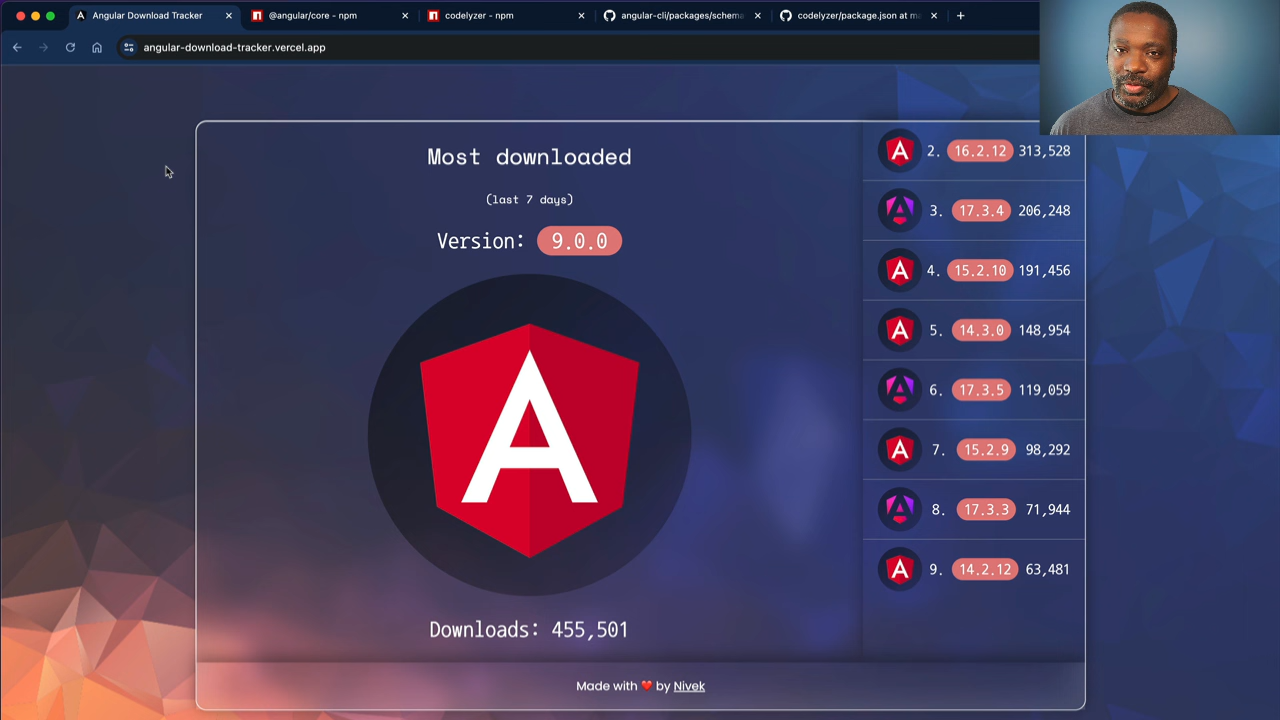 Angular Download Tracker
@angular/core - npm
codelyzer - npm
angular-cli/packages/schema
codelyzer/package.json at ma
angular-download-tracker.vercel.app
Most downloaded
(last 7 days)
Version: 9.0.0
Downloads: 455,501
2. 16.2.12 313,528
3. 17.3.4 206,248
4. 15.2.10 191,456
5. 14.3.0 148,954
6. 17.3.5 119,059
7. 15.2.9 98,292
8. 17.3.3 71,944
9. 14.2.12 63,481
Made with ❤️ by Nivek